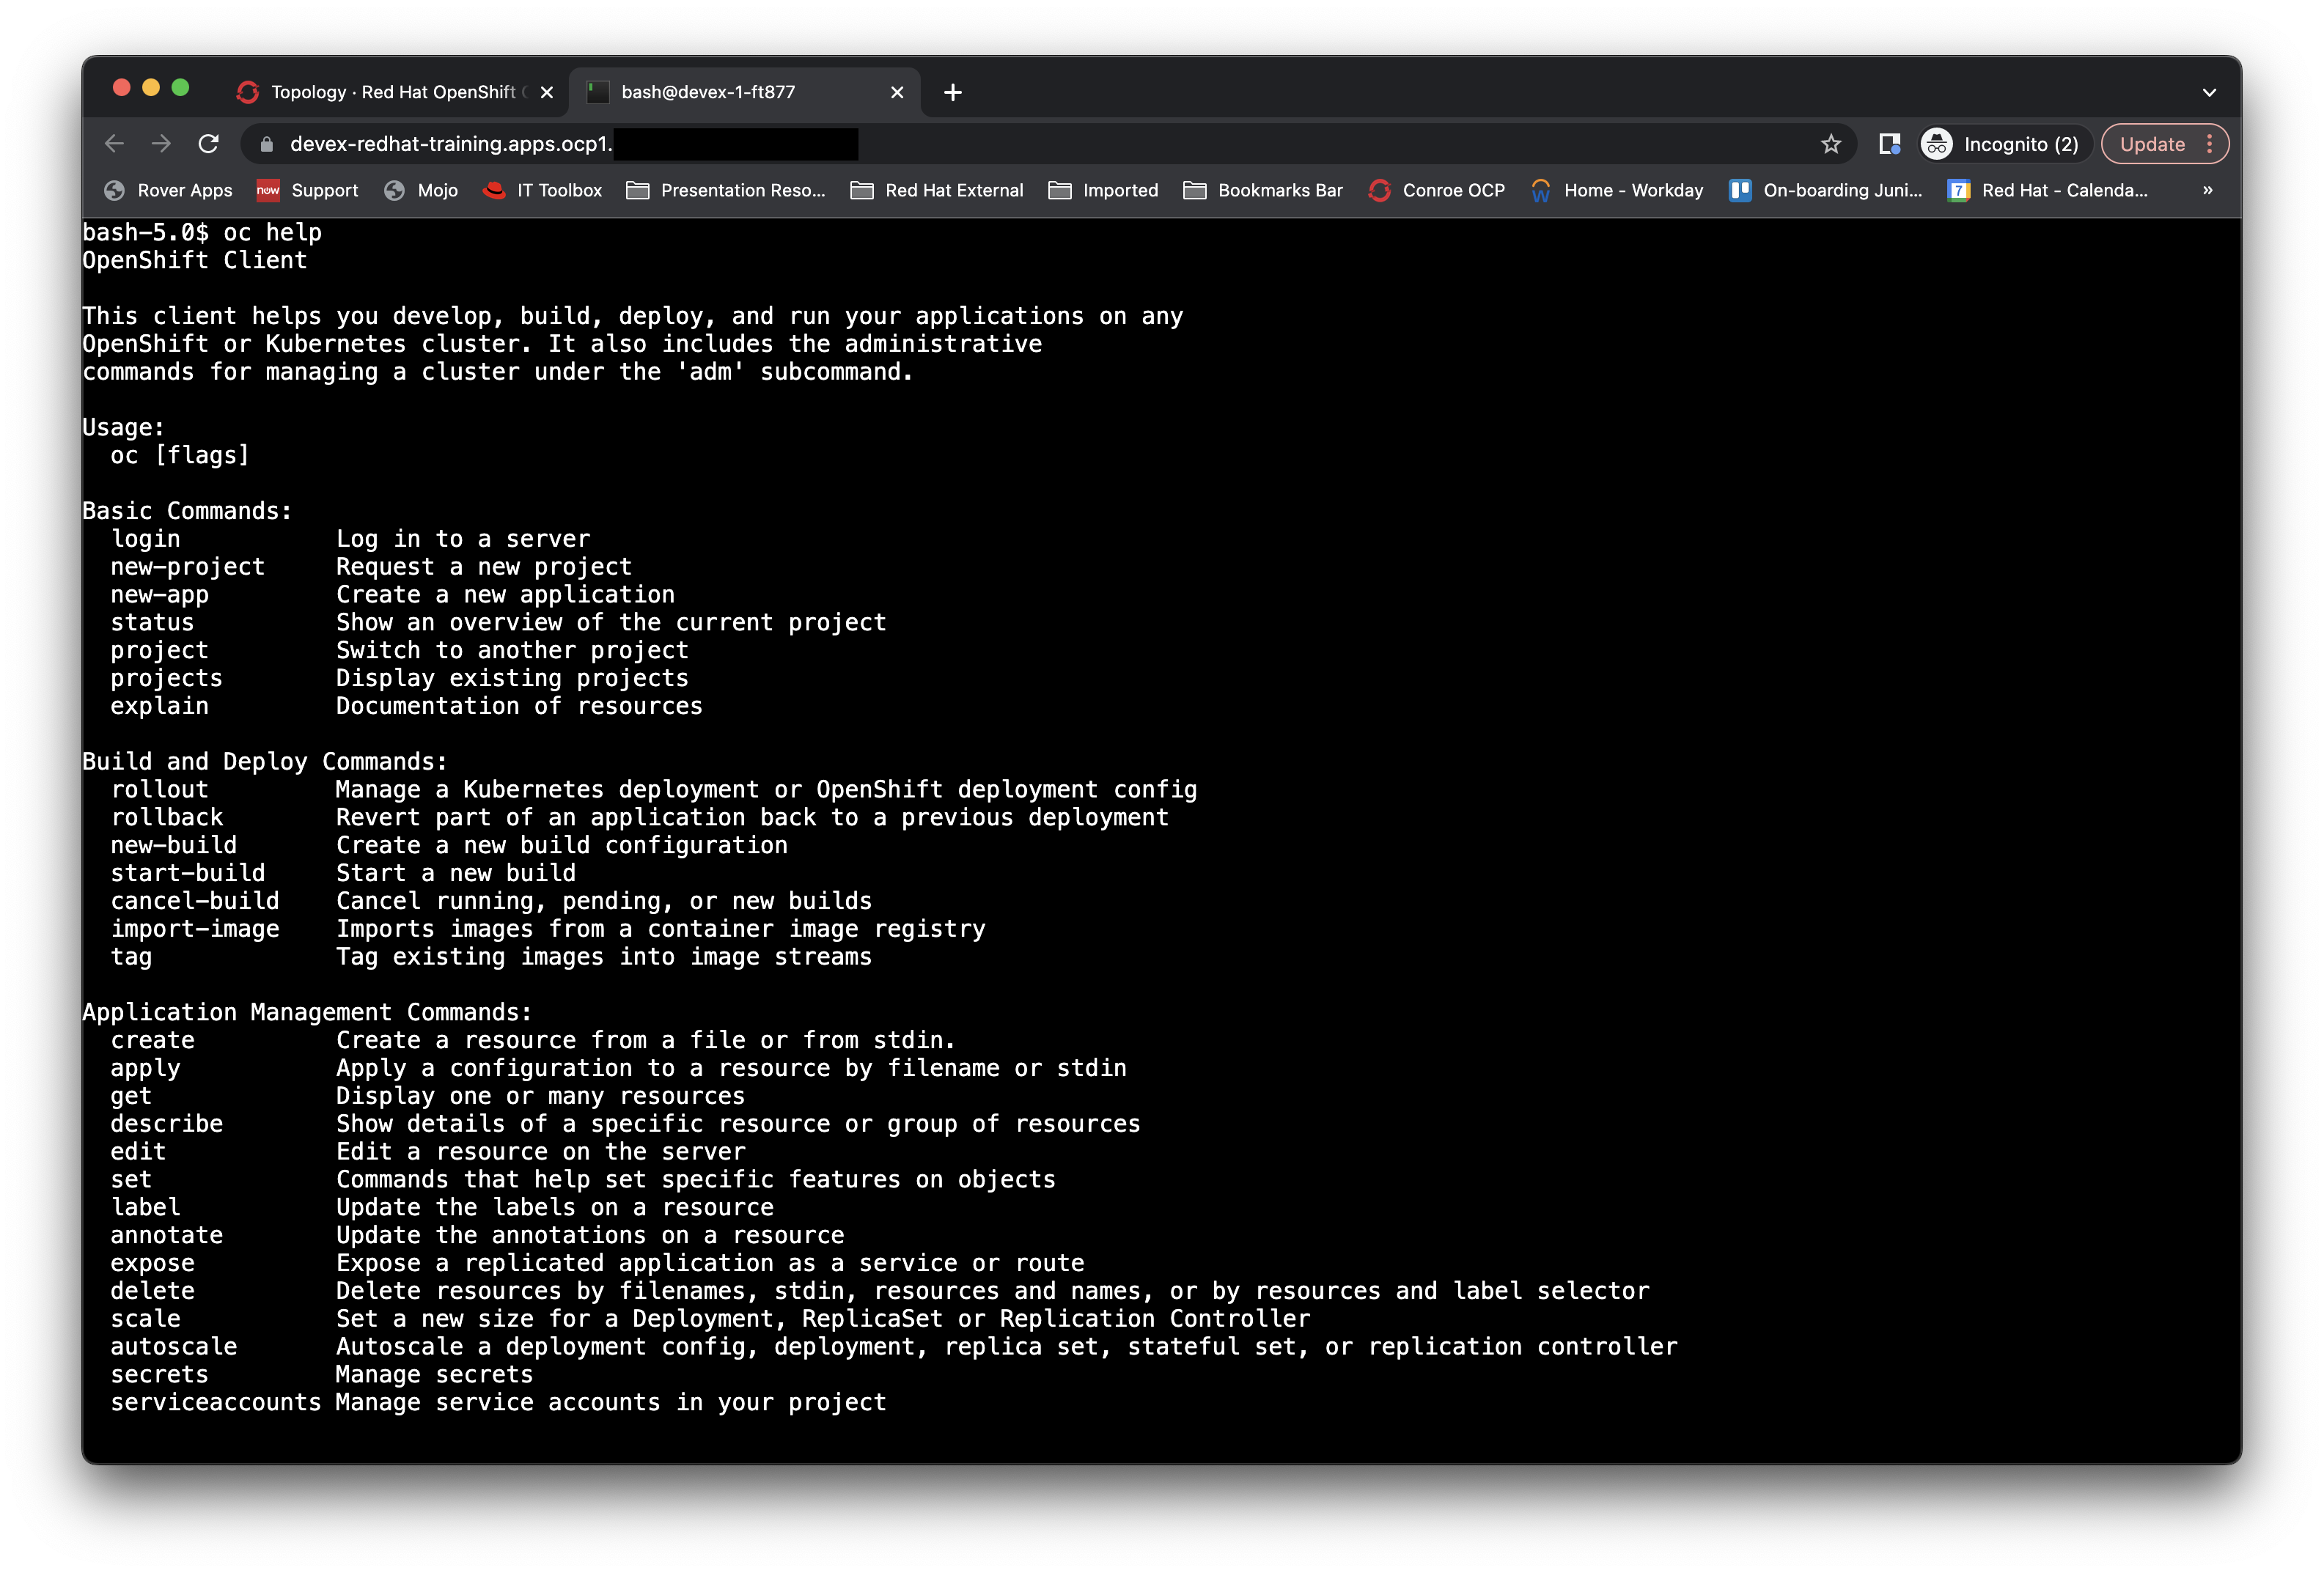 Topology · Red Hat OpenShift
bash@devex-1-ft877
devex-redhat-training.apps.ocp1.
Incognito (2)
Update
Rover Apps
now
Support
Mojo
IT Toolbox
Presentation Reso...
Red Hat External
Imported
Bookmarks Bar
Conroe OCP
Home - Workday
On-boarding Juni...
7
Red Hat - Calenda...
»
bash-5.0$ oc help
OpenShift Client
This client helps you develop, build, deploy, and run your applications on any
OpenShift or Kubernetes cluster. It also includes the administrative
commands for managing a cluster under the 'adm' subcommand.
Usage:
oc [flags]
Basic Commands:
login Log in to a server
new-project Request a new project
new-app Create a new application
status Show an overview of the current project
project Switch to another project
projects Display existing projects
explain Documentation of resources
Build and Deploy Commands:
rollout Manage a Kubernetes deployment or OpenShift deployment config
rollback Revert part of an application back to a previous deployment
new-build Create a new build configuration
start-build Start a new build
cancel-build Cancel running, pending, or new builds
import-image Imports images from a container image registry
tag Tag existing images into image streams
Application Management Commands:
create Create a resource from a file or from stdin.
apply Apply a configuration to a resource by filename or stdin
get Display one or many resources
describe Show details of a specific resource or group of resources
edit Edit a resource on the server
set Commands that help set specific features on objects
label Update the labels on a resource
annotate Update the annotations on a resource
expose Expose a replicated application as a service or route
delete Delete resources by filenames, stdin, resources and names, or by resources and label selector
scale Set a new size for a Deployment, ReplicaSet or Replication Controller
autoscale Autoscale a deployment config, deployment, replica set, stateful set, or replication controller
secrets Manage secrets
serviceaccounts Manage service accounts in your project